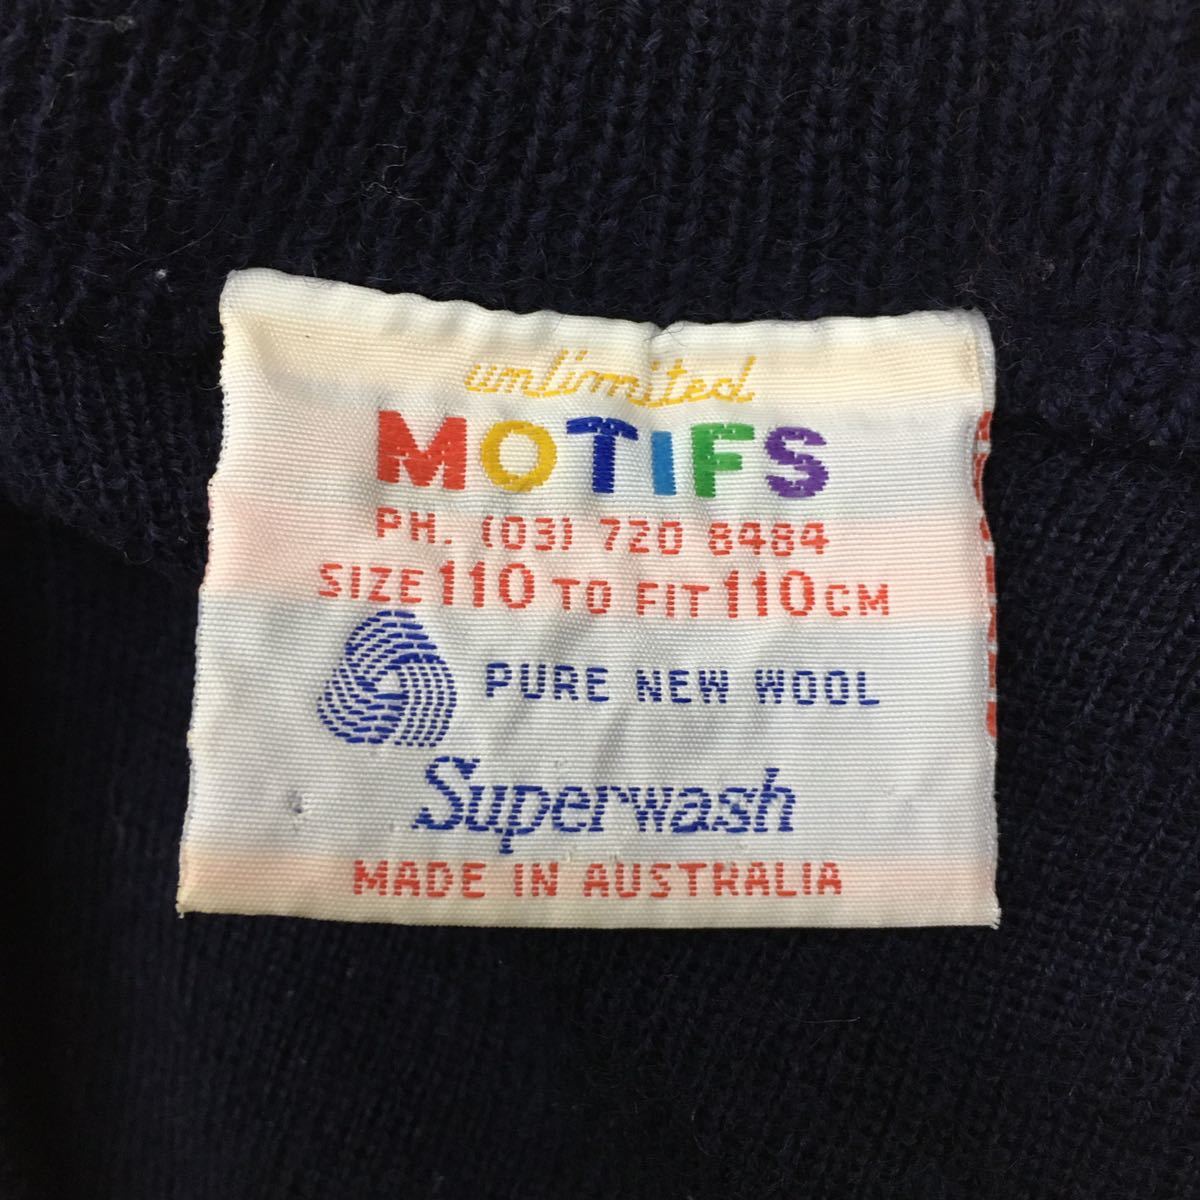 unlimited
MOTIFS
PH. (03) 720 8484
SIZE 110 TO FIT 110CM
PURE NEW WOOL
Superwash
MADE IN AUSTRALIA